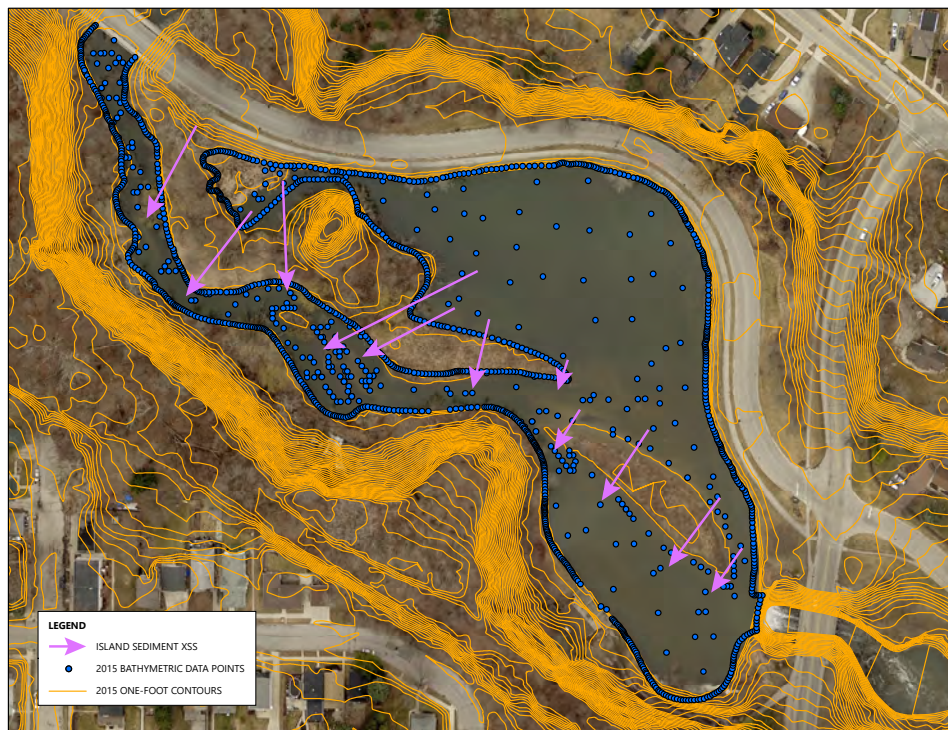 LEGEND
ISLAND SEDIMENT XSS
2015 BATHYMETRIC DATA POINTS
2015 ONE-FOOT CONTOURS